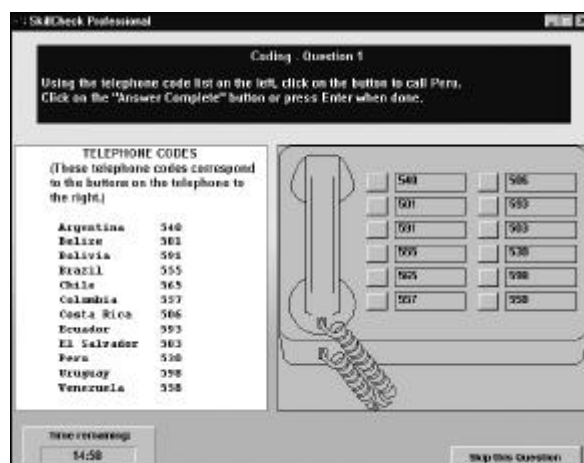 SkillCheck Professional
Coding - Question 1
Using the telephone code list on the left, click on the button to call Peru.
Click on the "Answer Complete" button or press Enter when done.
TELEPHONE CODES
(These telephone codes correspond
to the buttons on the telephone to
the right.)
Argentina 540
Belize 501
Bolivia 591
Brazil 555
Chile 565
Columbia 557
Costa Rica 506
Ecuador 593
El Salvador 503
Peru 530
Uruguay 598
Venezuela 558
540 506
501 593
591 503
555 530
565 598
557 558
Time remaining:
14:58
Skip this Question